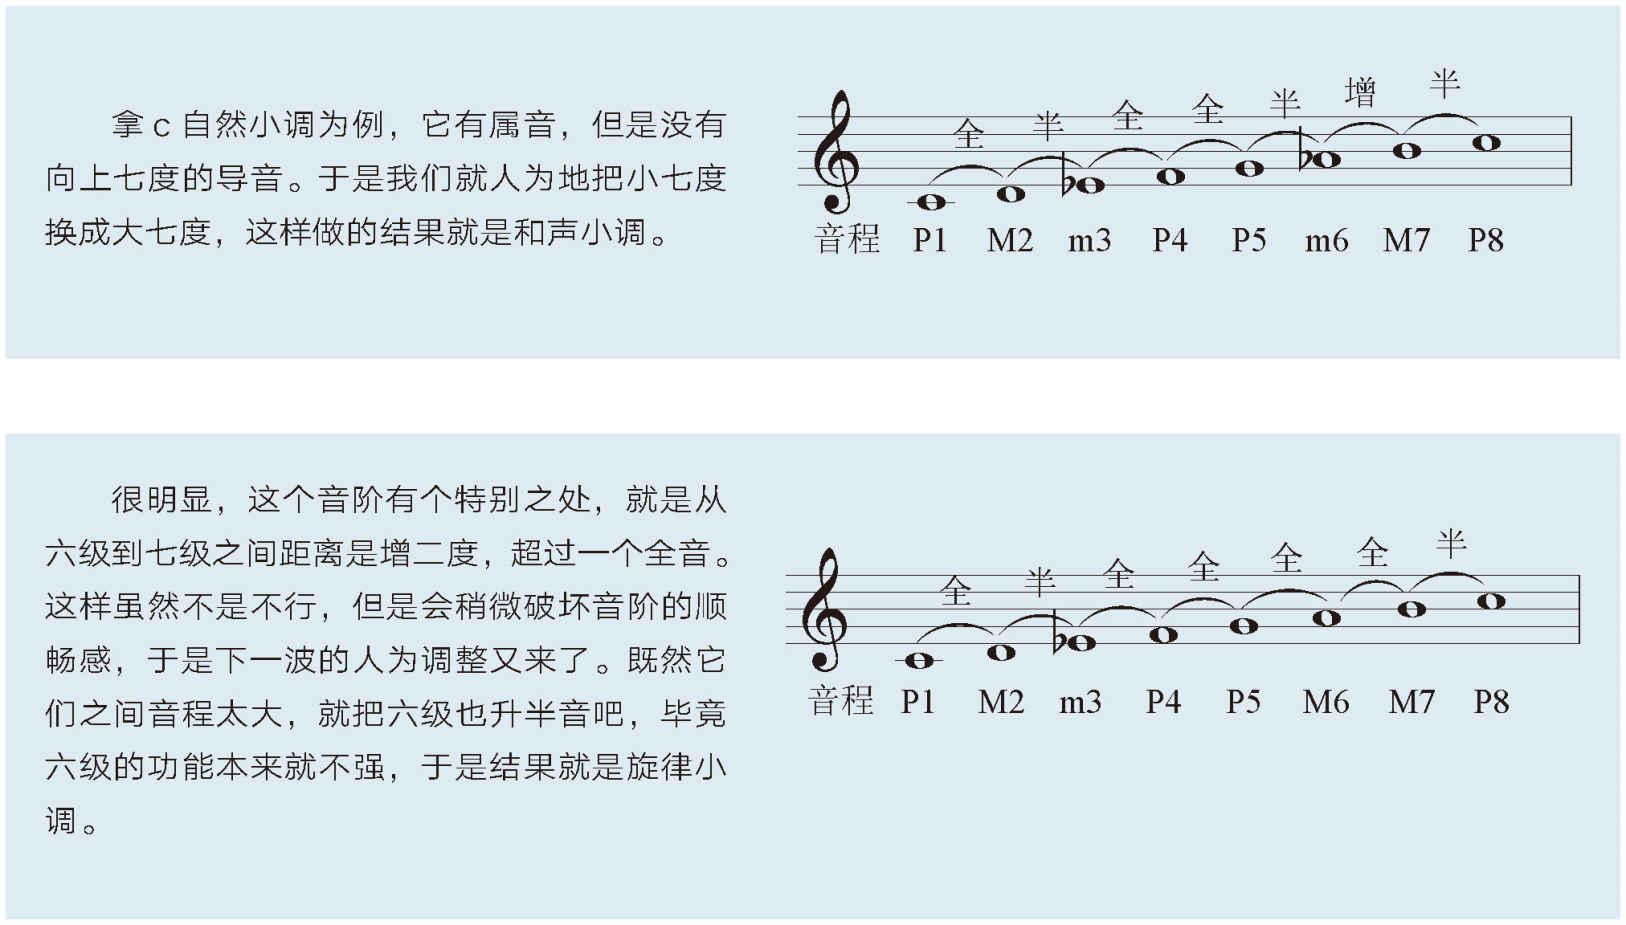 拿 c 自然小调为例，它有属音，但是没有
向上七度的导音。于是我们就人为地把小七度
换成大七度，这样做的结果就是和声小调。
全 半 全 全 半 增 半
音程 P1 M2 m3 P4 P5 m6 M7 P8
很明显，这个音阶有个特别之处，就是从
六级到七级之间距离是增二度，超过一个全音。
这样虽然不是不行，但是会稍微破坏音阶的顺
畅感，于是下一波的人为调整又来了。既然它
们之间音程太大，就把六级也升半音吧，毕竟
六级的功能本来就不强，于是结果就是旋律小
调。
全 半 全 全 全 全 半
音程 P1 M2 m3 P4 P5 M6 M7 P8